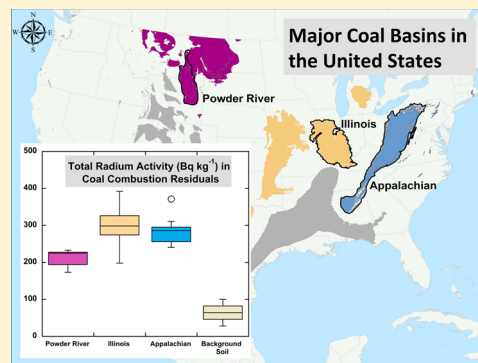 N
W E
S
Major Coal Basins in
the United States
Powder River
Illinois
Appalachian
Total Radium Activity (Bq kg⁻¹) in
Coal Combustion Residuals
500
400
300
200
100
0
Powder River Illinois Appalachian Background
Soil